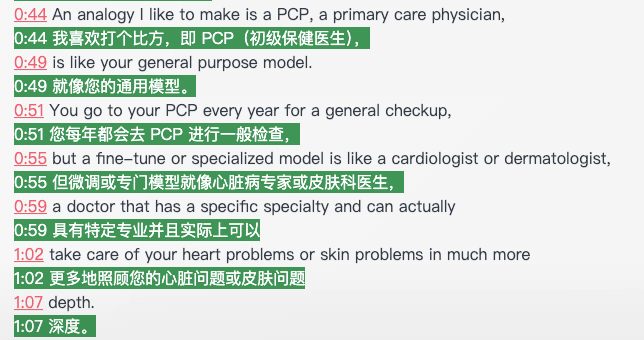 0:44 An analogy I like to make is a PCP, a primary care physician,
0:44 我喜欢打个比方，即 PCP（初级保健医生），
0:49 is like your general purpose model.
0:49 就像您的通用模型。
0:51 You go to your PCP every year for a general checkup,
0:51 您每年都会去 PCP 进行一般检查，
0:55 but a fine-tune or specialized model is like a cardiologist or dermatologist,
0:55 但微调或专门模型就像心脏病专家或皮肤科医生，
0:59 a doctor that has a specific specialty and can actually
0:59 具有特定专业并且实际上可以
1:02 take care of your heart problems or skin problems in much more
1:02 更多地照顾您的心脏问题或皮肤问题
1:07 depth.
1:07 深度。